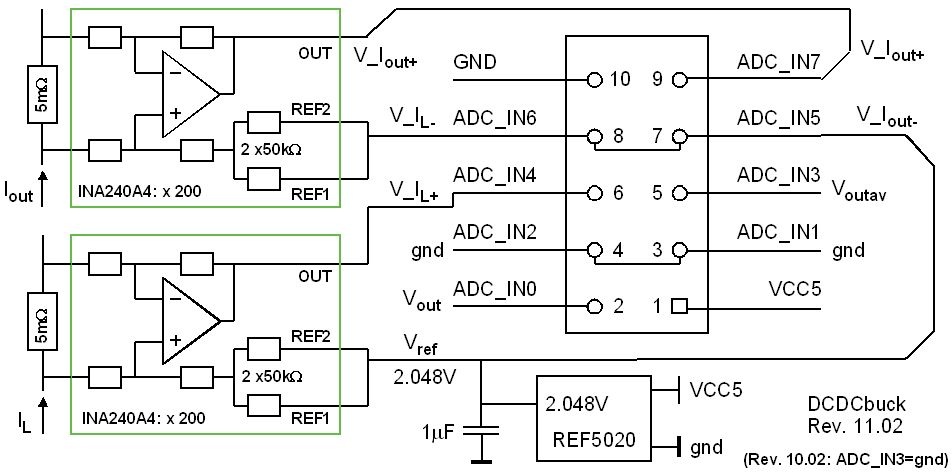 OUT
V_Iout+
V_Iout+
GND
10
9
ADC_IN7
5mΩ
−
+
REF2
V_IL-
ADC_IN6
8
7
ADC_IN5
V_Iout-
2 x50kΩ
Iout
INA240A4: x 200
REF1
V_IL+
ADC_IN4
6
5
ADC_IN3
Voutav
gnd
ADC_IN2
4
3
ADC_IN1
gnd
OUT
Vout
ADC_IN0
2
1
VCC5
5mΩ
−
+
REF2
Vref
2 x50kΩ
2.048V
IL
INA240A4: x 200
REF1
1µF
2.048V
REF5020
VCC5
gnd
DCDCbuck
Rev. 11.02
(Rev. 10.02: ADC_IN3=gnd)